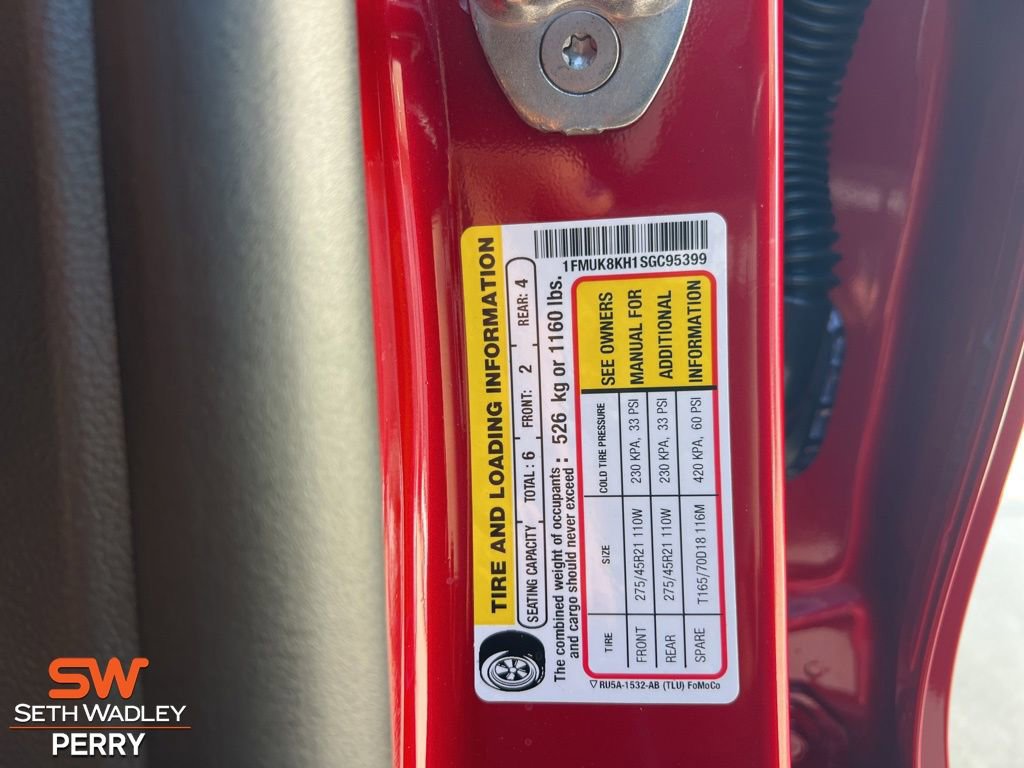 TIRE AND LOADING INFORMATION
SEATING CAPACITY TOTAL: 6 FRONT: 2 REAR: 4
The combined weight of occupants
and cargo should never exceed : 526 kg or 1160 lbs.
1FMUK8KH1SGC95399
TIRE SIZE COLD TIRE PRESSURE
FRONT 275/45R21 110W 230 KPA, 33 PSI
REAR 275/45R21 110W 230 KPA, 33 PSI
SPARE T165/70D18 116M 420 KPA, 60 PSI
SEE OWNERS
MANUAL FOR
ADDITIONAL
INFORMATION
▽ RU5A-1532-AB (TLU) FoMoCo
SW
SETH WADLEY
PERRY